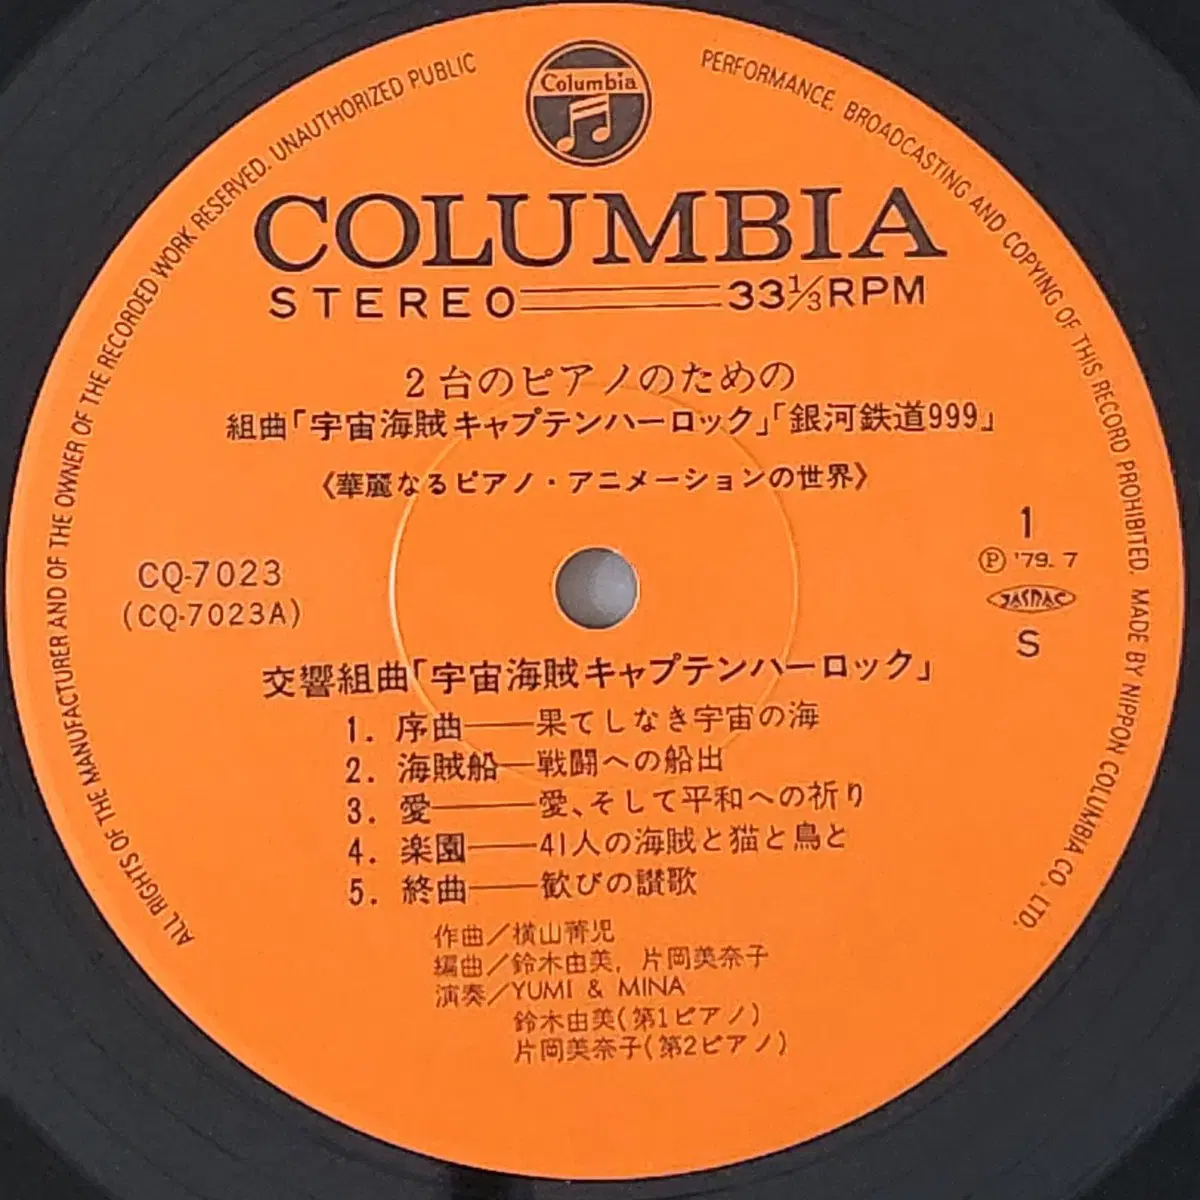 Columbia
COLUMBIA
STEREO 33⅓RPM
2台のピアノのための
組曲「宇宙海賊キャプテンハーロック」「銀河鉄道999」
《華麗なるピアノ・アニメーションの世界》
CQ-7023
(CQ-7023A)
1
Ⓟ '79.7
JASRAC
S
交響組曲「宇宙海賊キャプテンハーロック」
1. 序曲——果てしなき宇宙の海
2. 海賊船—戦闘への船出
3. 愛———愛、そして平和への祈り
4. 楽園——41人の海賊と猫と鳥と
5. 終曲——歓びの讃歌
作曲/横山菁児
編曲/鈴木由美, 片岡美奈子
演奏/YUMI & MINA
鈴木由美(第1ピアノ)
片岡美奈子(第2ピアノ)
ALL RIGHTS OF THE MANUFACTURER AND OF THE OWNER OF THE RECORDED WORK RESERVED. UNAUTHORIZED PUBLIC PERFORMANCE. BROADCASTING AND COPYING OF THIS RECORD PROHIBITED. MADE BY NIPPON COLUMBIA CO., LTD.